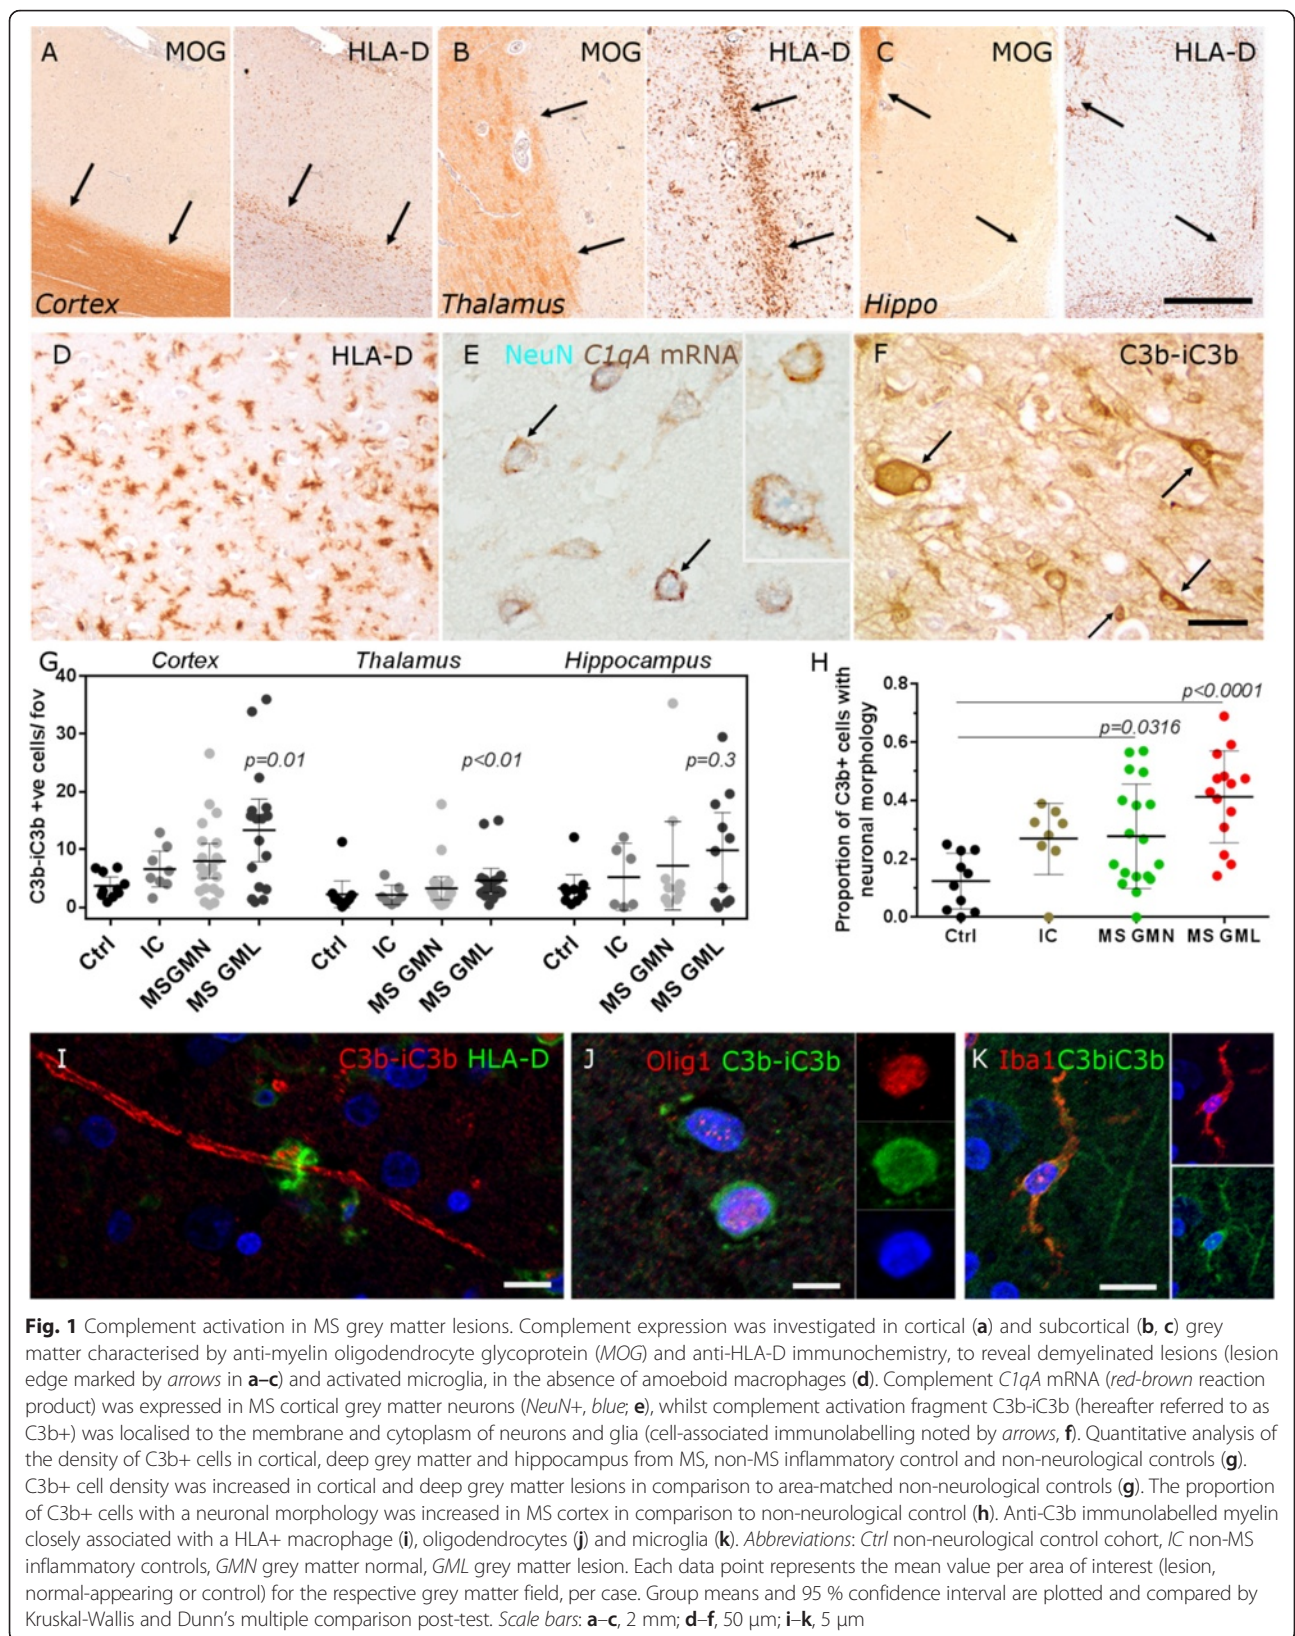 A MOG HLA-D B MOG HLA-D C MOG HLA-D
Cortex Thalamus Hippo
D HLA-D E NeuN C1qA mRNA F C3b-iC3b
G Cortex Thalamus Hippocampus
C3b-iC3b +ve cells/ fov
40
30
20
10
0
p=0.01 p<0.01 p=0.3
Ctrl IC MSGMN MS GML Ctrl IC MS GMN MS GML Ctrl IC MS GMN MS GML
H
Proportion of C3b+ cells with
neuronal morphology
0.8
0.6
0.4
0.2
0.0
p<0.0001
p=0.0316
Ctrl IC MS GMN MS GML
I C3b-iC3b HLA-D J Olig1 C3b-iC3b K Iba1C3biC3b
Fig. 1 Complement activation in MS grey matter lesions. Complement expression was investigated in cortical (a) and subcortical (b, c) grey
matter characterised by anti-myelin oligodendrocyte glycoprotein (MOG) and anti-HLA-D immunochemistry, to reveal demyelinated lesions (lesion
edge marked by arrows in a–c) and activated microglia, in the absence of amoeboid macrophages (d). Complement C1qA mRNA (red-brown reaction
product) was expressed in MS cortical grey matter neurons (NeuN+, blue; e), whilst complement activation fragment C3b-iC3b (hereafter referred to as
C3b+) was localised to the membrane and cytoplasm of neurons and glia (cell-associated immunolabelling noted by arrows, f). Quantitative analysis of
the density of C3b+ cells in cortical, deep grey matter and hippocampus from MS, non-MS inflammatory control and non-neurological controls (g).
C3b+ cell density was increased in cortical and deep grey matter lesions in comparison to area-matched non-neurological controls (g). The proportion
of C3b+ cells with a neuronal morphology was increased in MS cortex in comparison to non-neurological control (h). Anti-C3b immunolabelled myelin
closely associated with a HLA+ macrophage (i), oligodendrocytes (j) and microglia (k). Abbreviations: Ctrl non-neurological control cohort, IC non-MS
inflammatory controls, GMN grey matter normal, GML grey matter lesion. Each data point represents the mean value per area of interest (lesion,
normal-appearing or control) for the respective grey matter field, per case. Group means and 95 % confidence interval are plotted and compared by
Kruskal-Wallis and Dunn's multiple comparison post-test. Scale bars: a–c, 2 mm; d–f, 50 μm; i–k, 5 μm